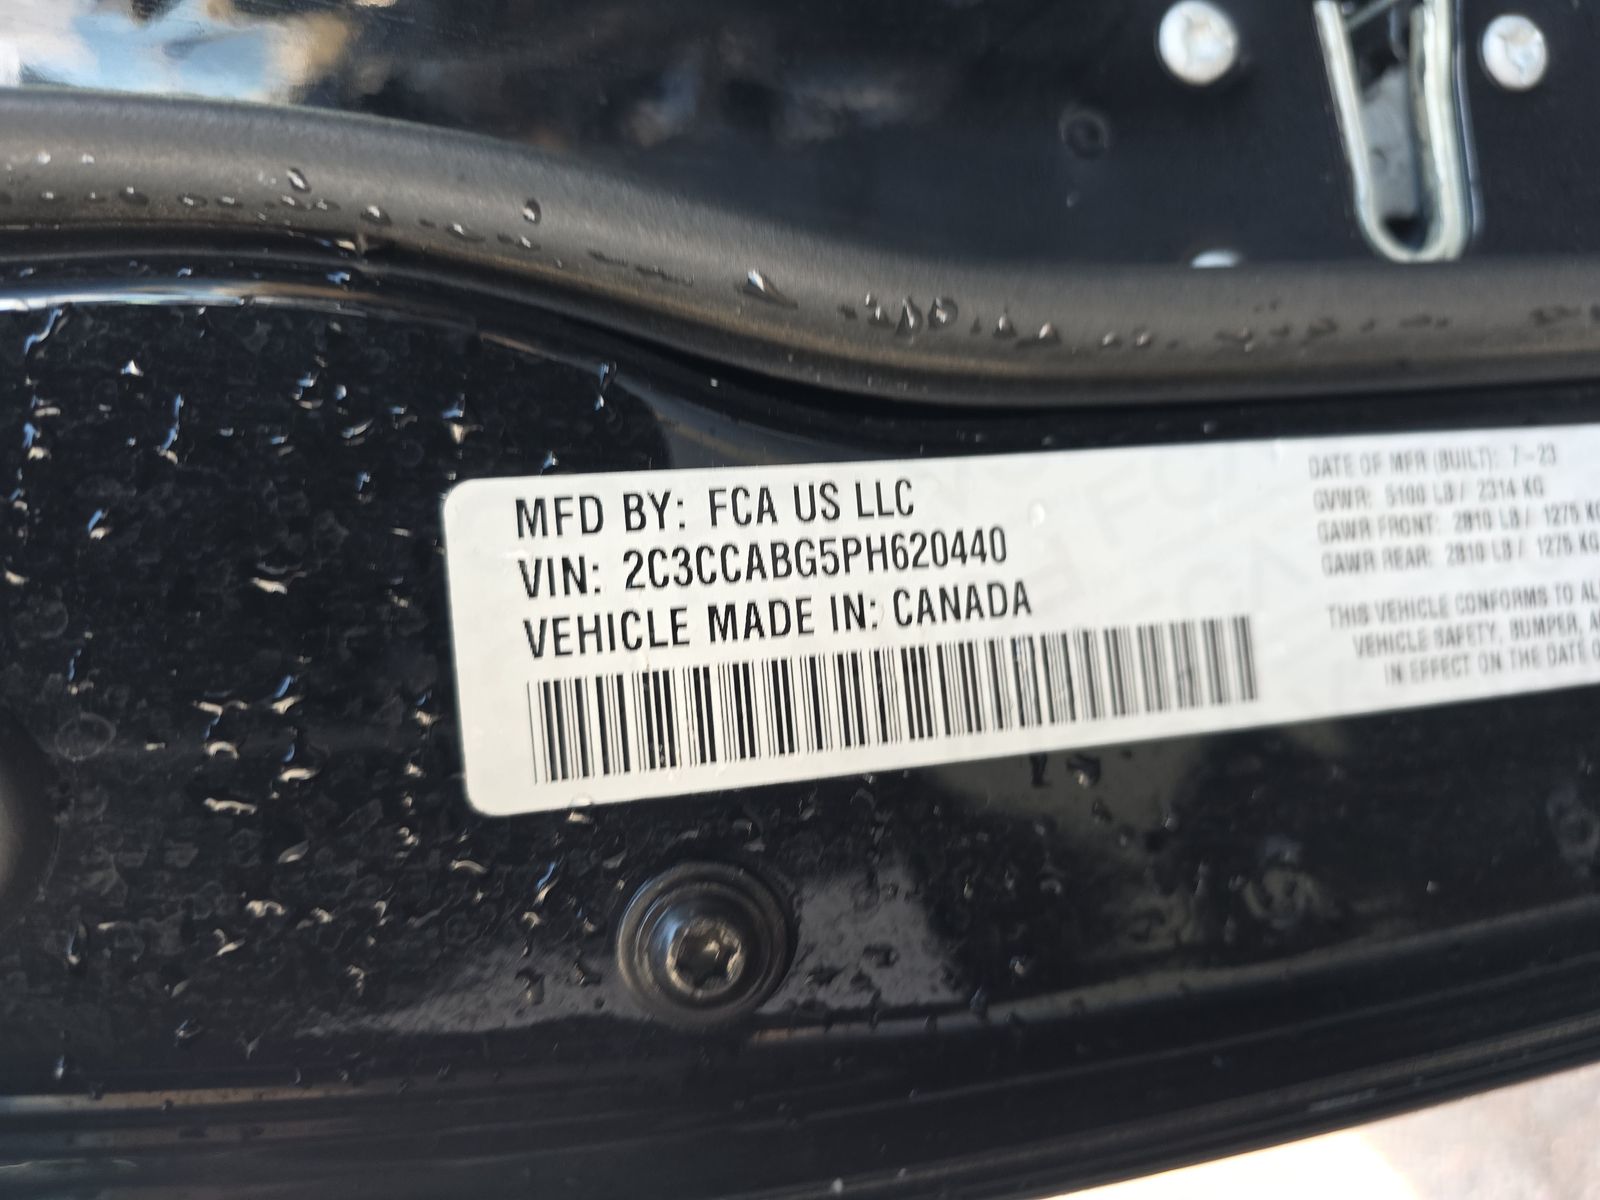 MFD BY: FCA US LLC
VIN: 2C3CCABG5PH620440
VEHICLE MADE IN: CANADA
DATE OF MFR (BUILT): 7-23
GVWR: 5100 LB / 2314 KG
GAWR FRONT: 2810 LB / 1275 KG
GAWR REAR: 2810 LB / 1275 KG
THIS VEHICLE CONFORMS TO
VEHICLE SAFETY, BUMPER,
IN EFFECT ON THE DATE